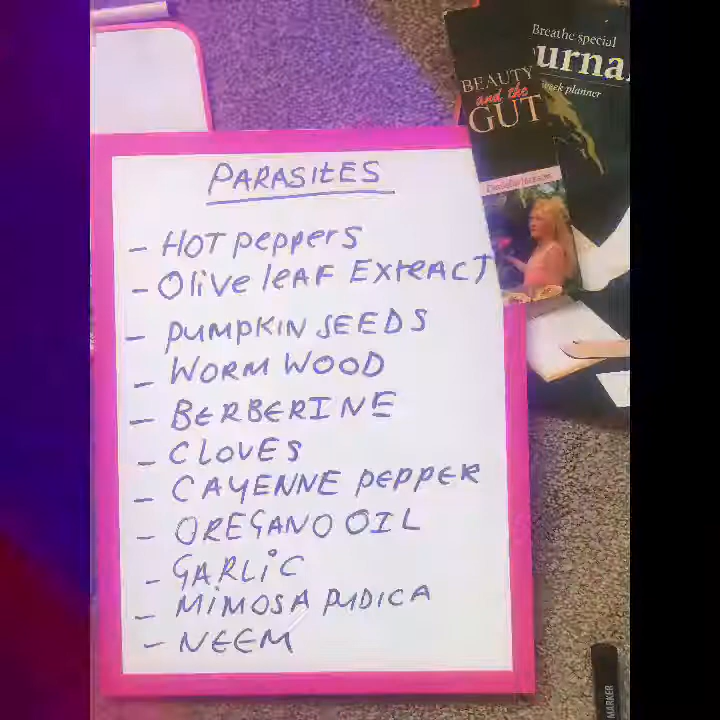 Breathe special
urna
week planner
BEAUTY
and the
GUT
PARASITES
- HOT PEPPERS
- OLIVE LEAF EXTRACT
- PUMPKIN SEEDS
- WORM WOOD
- BERBERINE
- CLOVES
- CAYENNE PEPPER
- OREGANO OIL
- GARLIC
- MIMOSA PUDICA
- NEEM
MARKER